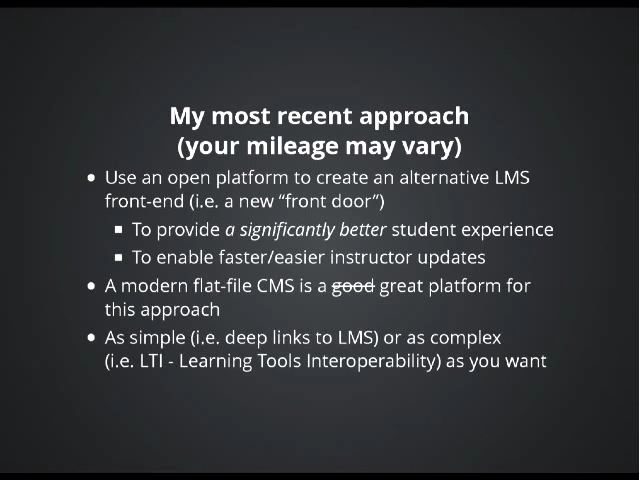 My most recent approach
(your mileage may vary)
• Use an open platform to create an alternative LMS
front-end (i.e. a new “front door”)
▪ To provide a significantly better student experience
▪ To enable faster/easier instructor updates
• A modern flat-file CMS is a good great platform for
this approach
• As simple (i.e. deep links to LMS) or as complex
(i.e. LTI - Learning Tools Interoperability) as you want